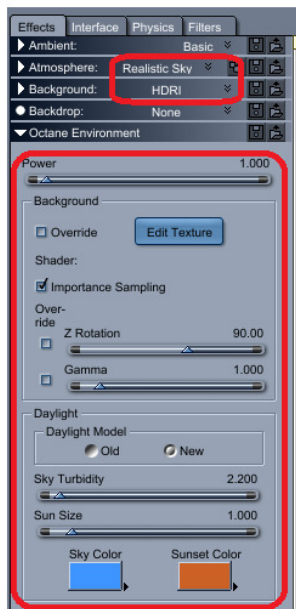 Effects Interface Physics Filters
Ambient: Basic
Atmosphere: Realistic Sky
Background: HDRI
Backdrop: None
Octane Environment
Power 1.000
Background
Override Edit Texture
Shader:
Importance Sampling
Over-
ride
Z Rotation 90.00
Gamma 1.000
Daylight
Daylight Model
Old New
Sky Turbidity 2.200
Sun Size 1.000
Sky Color Sunset Color